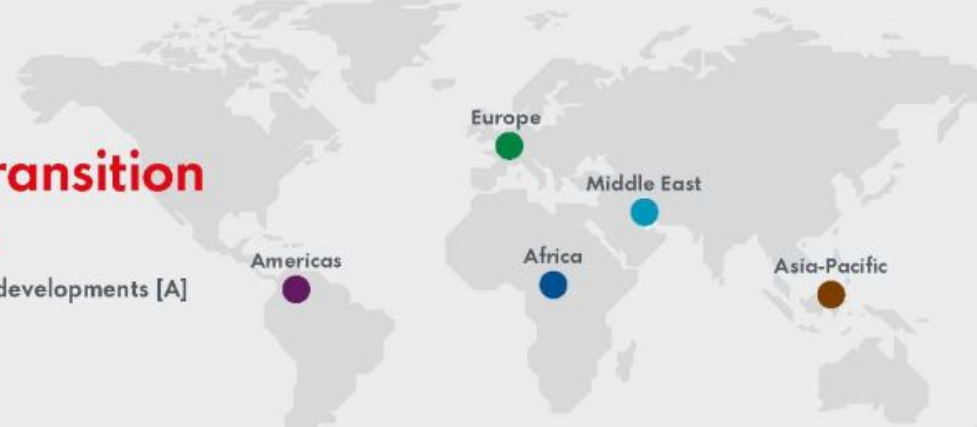 ransition
developments [A]
Europe
Middle East
Americas
Africa
Asia-Pacific